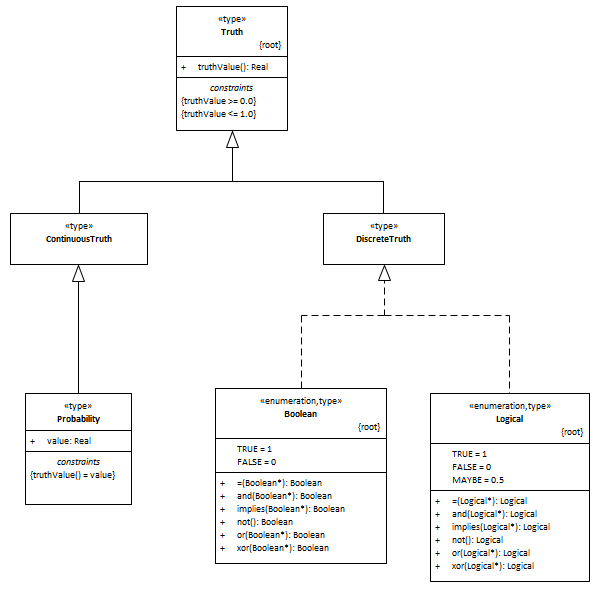 «type»
Truth
{root}
+ truthValue(): Real
constraints
{truthValue >= 0.0}
{truthValue <= 1.0}
«type»
ContinuousTruth
«type»
DiscreteTruth
«type»
Probability
+ value: Real
constraints
{truthValue() = value}
«enumeration,type»
Boolean
{root}
TRUE = 1
FALSE = 0
+ =(Boolean*): Boolean
+ and(Boolean*): Boolean
+ implies(Boolean*): Boolean
+ not(): Boolean
+ or(Boolean*): Boolean
+ xor(Boolean*): Boolean
«enumeration,type»
Logical
{root}
TRUE = 1
FALSE = 0
MAYBE = 0.5
+ =(Logical*): Logical
+ and(Logical*): Logical
+ implies(Logical*): Logical
+ not(): Logical
+ or(Logical*): Logical
+ xor(Logical*): Logical